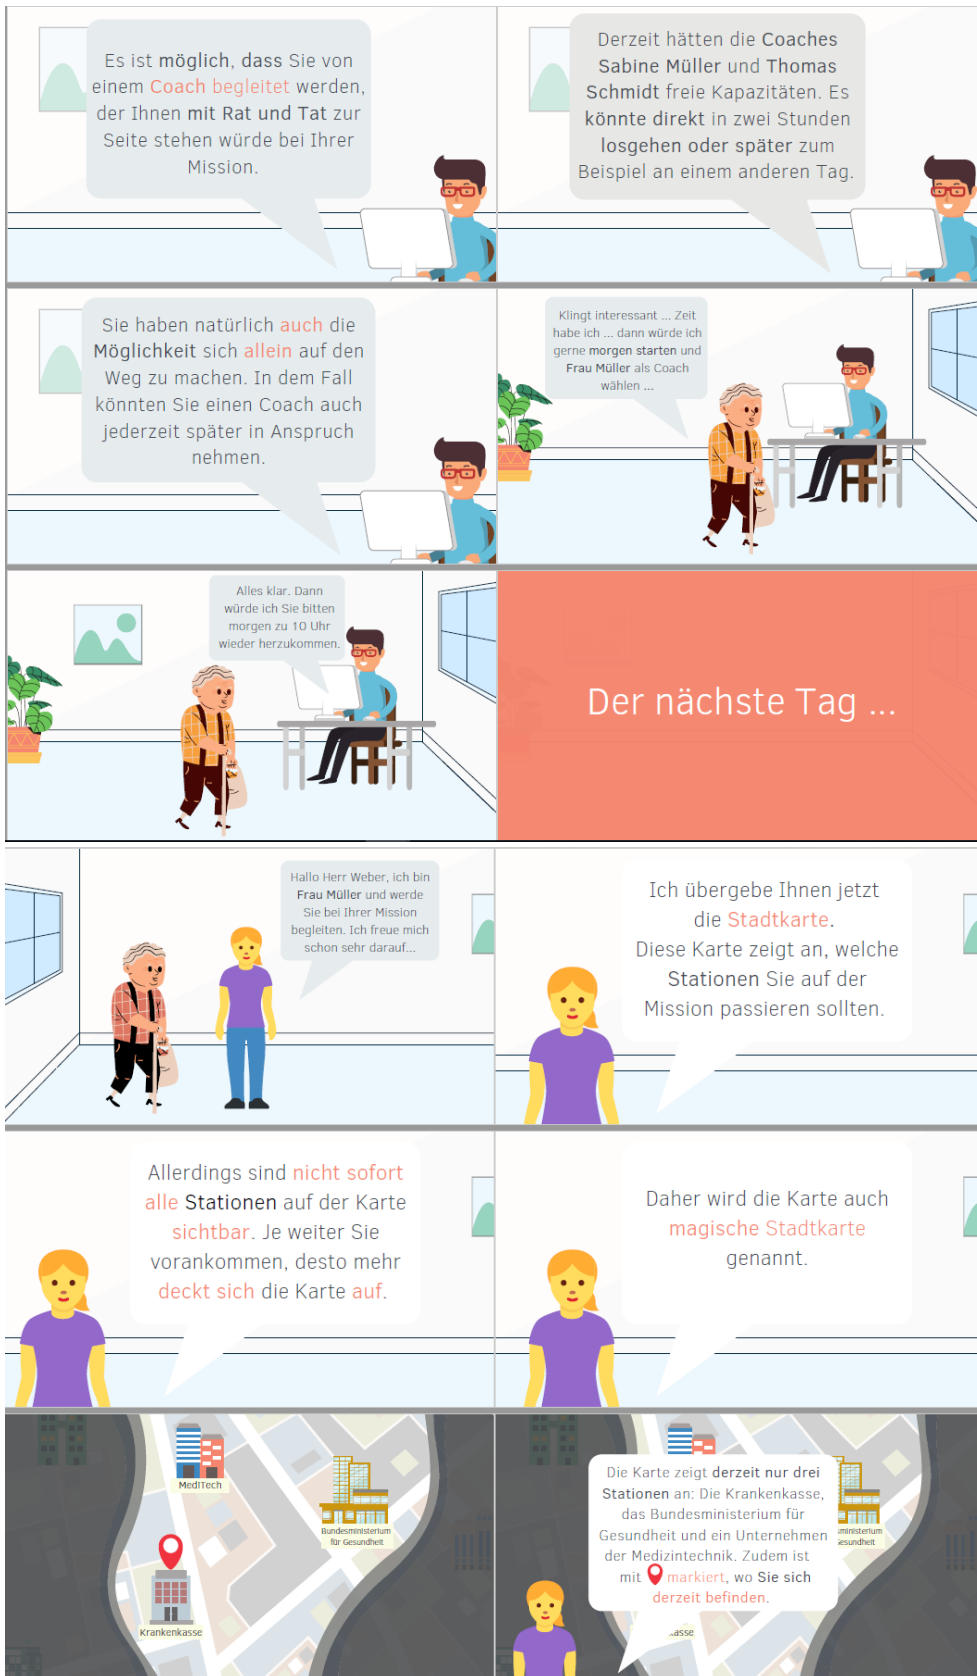 Es ist möglich, dass Sie von
einem Coach begleitet werden,
der Ihnen mit Rat und Tat zur
Seite stehen würde bei Ihrer
Mission.
Derzeit hätten die Coaches
Sabine Müller und Thomas
Schmidt freie Kapazitäten. Es
könnte direkt in zwei Stunden
losgehen oder später zum
Beispiel an einem anderen Tag.
Sie haben natürlich auch die
Möglichkeit sich allein auf den
Weg zu machen. In dem Fall
könnten Sie einen Coach auch
jederzeit später in Anspruch
nehmen.
Klingt interessant ... Zeit
habe ich ... dann würde ich
gerne morgen starten und
Frau Müller als Coach
wählen ...
Alles klar. Dann
würde ich Sie bitten
morgen zu 10 Uhr
wieder herzukommen.
Der nächste Tag ...
Hallo Herr Weber, ich bin
Frau Müller und werde
Sie bei Ihrer Mission
begleiten. Ich freue mich
schon sehr darauf...
Ich übergebe Ihnen jetzt
die Stadtkarte.
Diese Karte zeigt an, welche
Stationen Sie auf der
Mission passieren sollten.
Allerdings sind nicht sofort
alle Stationen auf der Karte
sichtbar. Je weiter Sie
vorankommen, desto mehr
deckt sich die Karte auf.
Daher wird die Karte auch
magische Stadtkarte
genannt.
MedITech
Bundesministerium
für Gesundheit
Krankenkasse
Die Karte zeigt derzeit nur drei
Stationen an: Die Krankenkasse,
das Bundesministerium für
Gesundheit und ein Unternehmen
der Medizintechnik. Zudem ist
mit markiert, wo Sie sich
derzeit befinden.
ministerium
esundheit
kasse